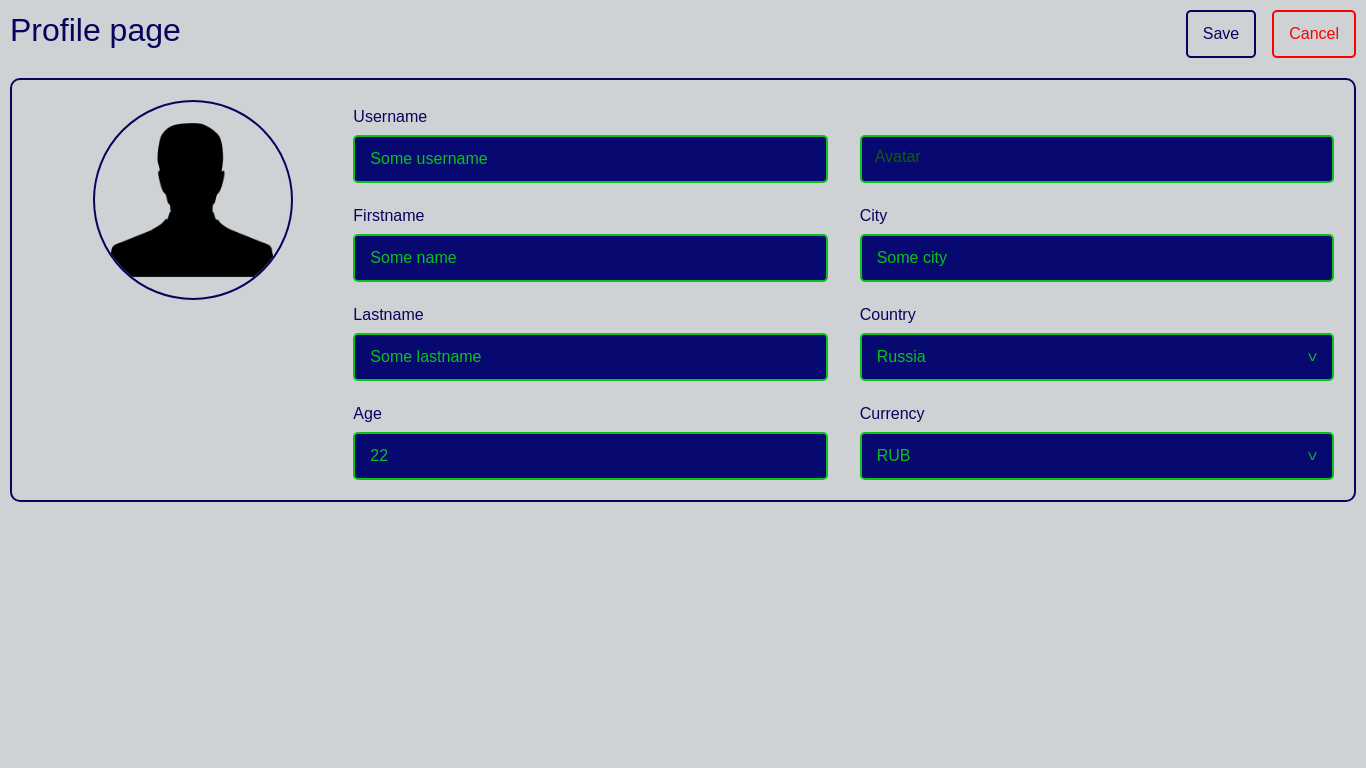 Profile page
Save
Cancel
Username
Some username
Avatar
Firstname
Some name
City
Some city
Lastname
Some lastname
Country
Russia
Age
22
Currency
RUB